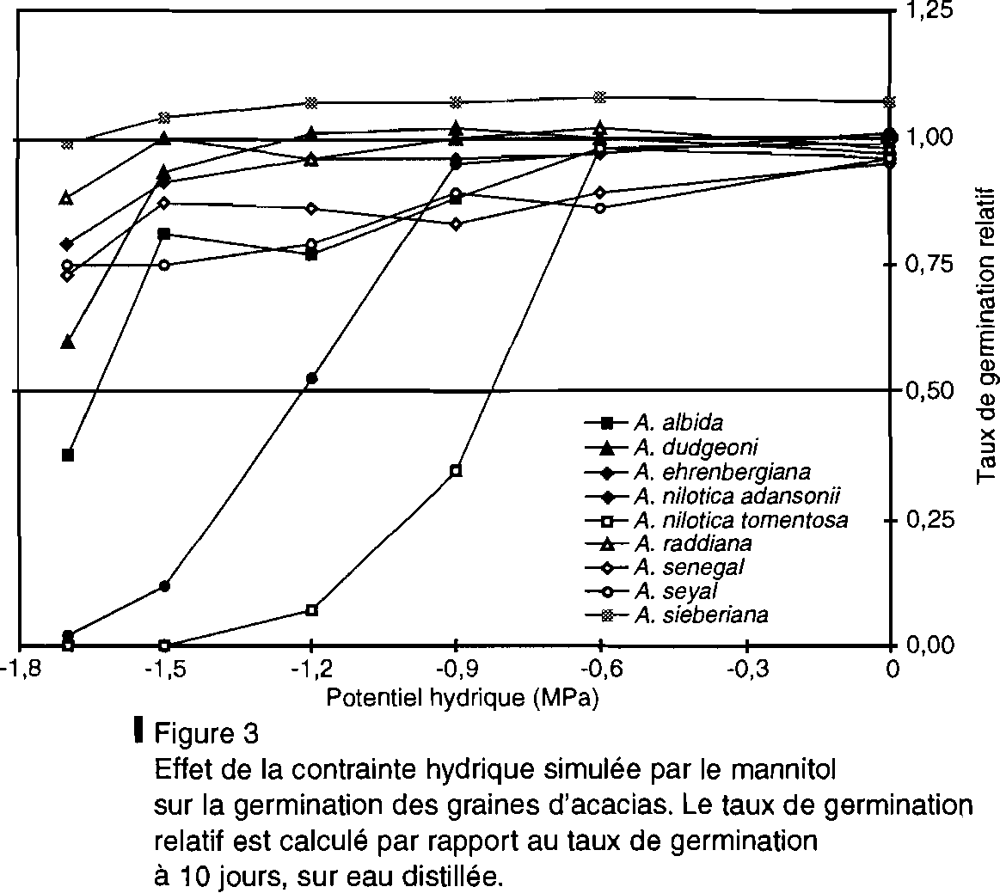 1,25
1,00
0,75
0,50
0,25
0,00
Taux de germination relatif
A. albida
A. dudgeoni
A. ehrenbergiana
A. nilotica adansonii
A. nilotica tomentosa
A. raddiana
A. senegal
A. seyal
A. sieberiana
-1,8 -1,5 -1,2 -0,9 -0,6 -0,3 0
Potentiel hydrique (MPa)
Figure 3
Effet de la contrainte hydrique simulée par le mannitol
sur la germination des graines d'acacias. Le taux de germination
relatif est calculé par rapport au taux de germination
à 10 jours, sur eau distillée.